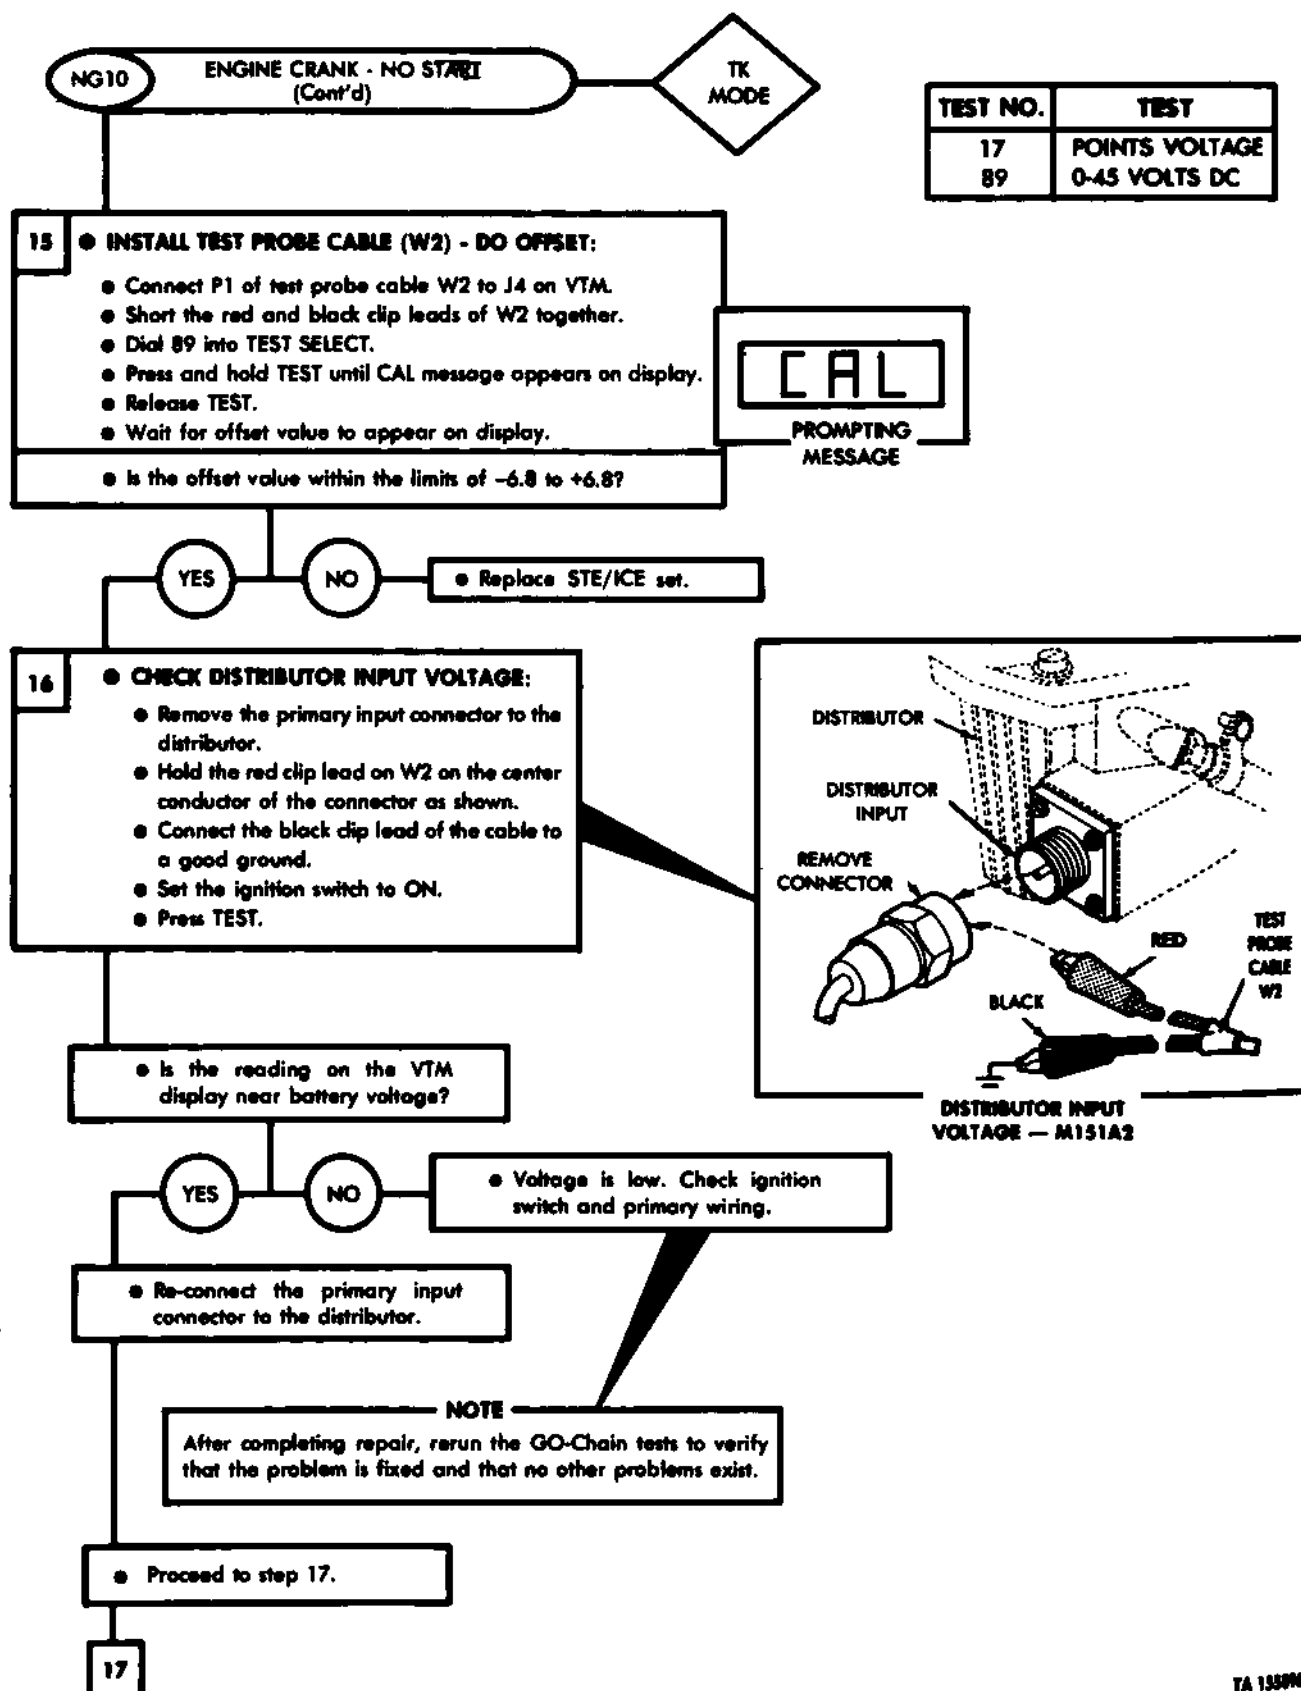 NG10
ENGINE CRANK - NO START
(Cont'd)
TK
MODE
TEST NO. TEST
17 POINTS VOLTAGE
89 0-45 VOLTS DC
15 ● INSTALL TEST PROBE CABLE (W2) - DO OFFSET:
● Connect P1 of test probe cable W2 to J4 on VTM.
● Short the red and black clip leads of W2 together.
● Dial 89 into TEST SELECT.
● Press and hold TEST until CAL message appears on display.
● Release TEST.
● Wait for offset value to appear on display.
● Is the offset value within the limits of -6.8 to +6.8?
CAL
PROMPTING
MESSAGE
YES
NO
● Replace STE/ICE set.
16 ● CHECK DISTRIBUTOR INPUT VOLTAGE:
● Remove the primary input connector to the
distributor.
● Hold the red clip lead on W2 on the center
conductor of the connector as shown.
● Connect the black clip lead of the cable to
a good ground.
● Set the ignition switch to ON.
● Press TEST.
DISTRIBUTOR
DISTRIBUTOR
INPUT
REMOVE
CONNECTOR
RED
BLACK
TEST
PROBE
CABLE
W2
DISTRIBUTOR INPUT
VOLTAGE — M151A2
● Is the reading on the VTM
display near battery voltage?
YES
NO
● Voltage is low. Check ignition
switch and primary wiring.
● Re-connect the primary input
connector to the distributor.
NOTE
After completing repair, rerun the GO-Chain tests to verify
that the problem is fixed and that no other problems exist.
● Proceed to step 17.
17
TA